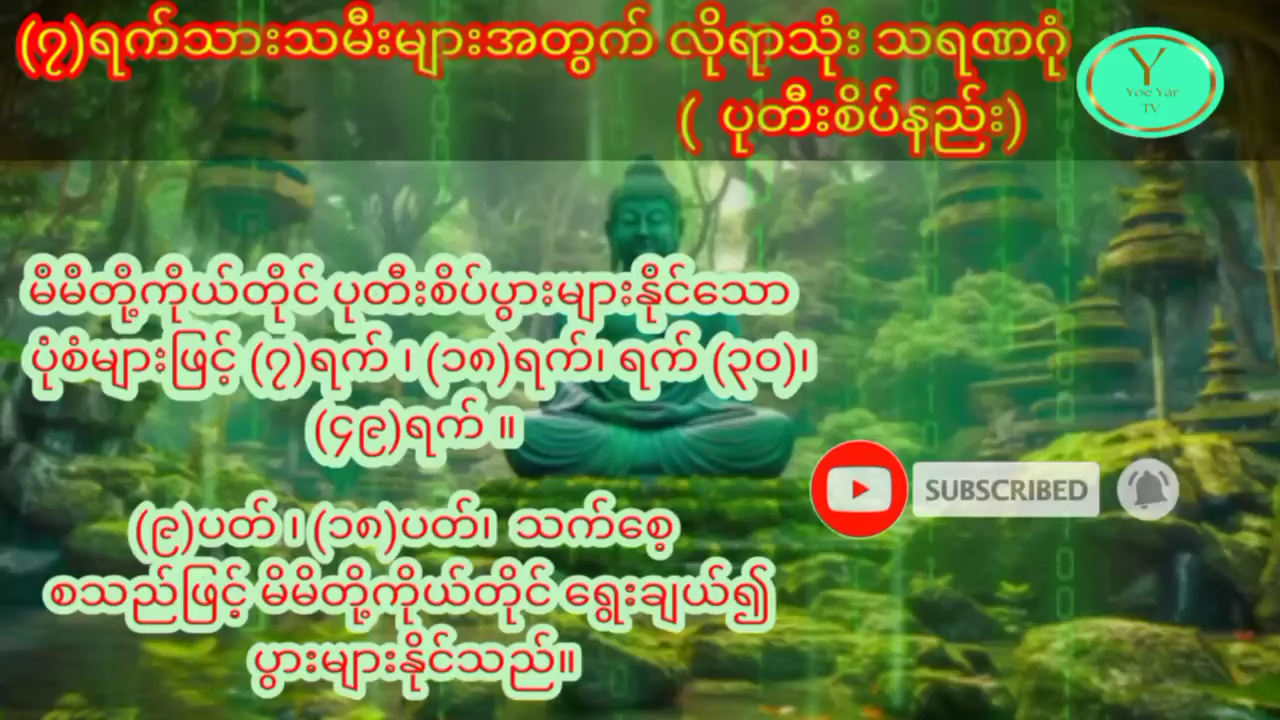 (၇)ရက်သားသမီးများအတွက် လိုရာသုံး သရဏဂုံ
( ပုတီးစိပ်နည်း)
Y
Yoe Yar
TV
မိမိတို့ကိုယ်တိုင် ပုတီးစိပ်ပွားများနိုင်သော
ပုံစံများဖြင့် (၇)ရက် ၊ (၁၈)ရက်၊ ရက် (၃၀)၊
(၄၉)ရက် ။
SUBSCRIBED
(၉)ပတ် ၊ (၁၈)ပတ်၊ သက်စေ့
စသည်ဖြင့် မိမိတို့ကိုယ်တိုင် ရွေးချယ်၍
ပွားများနိုင်သည်။